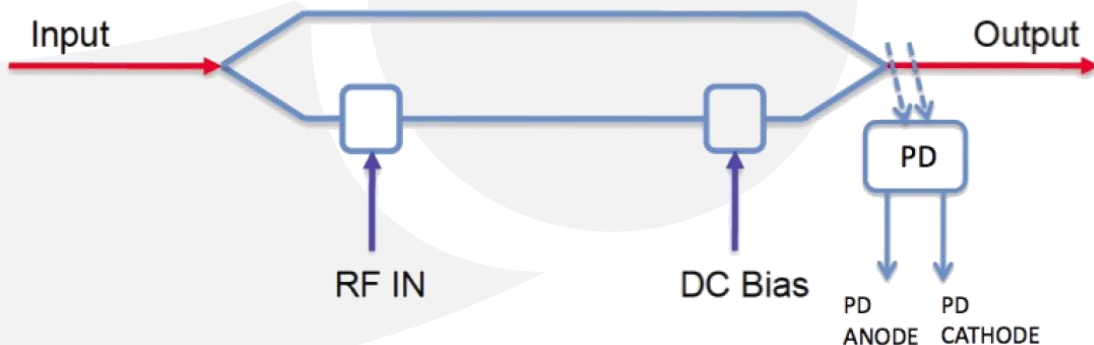 Input
Output
PD
RF IN
DC Bias
PD
ANODE
PD
CATHODE